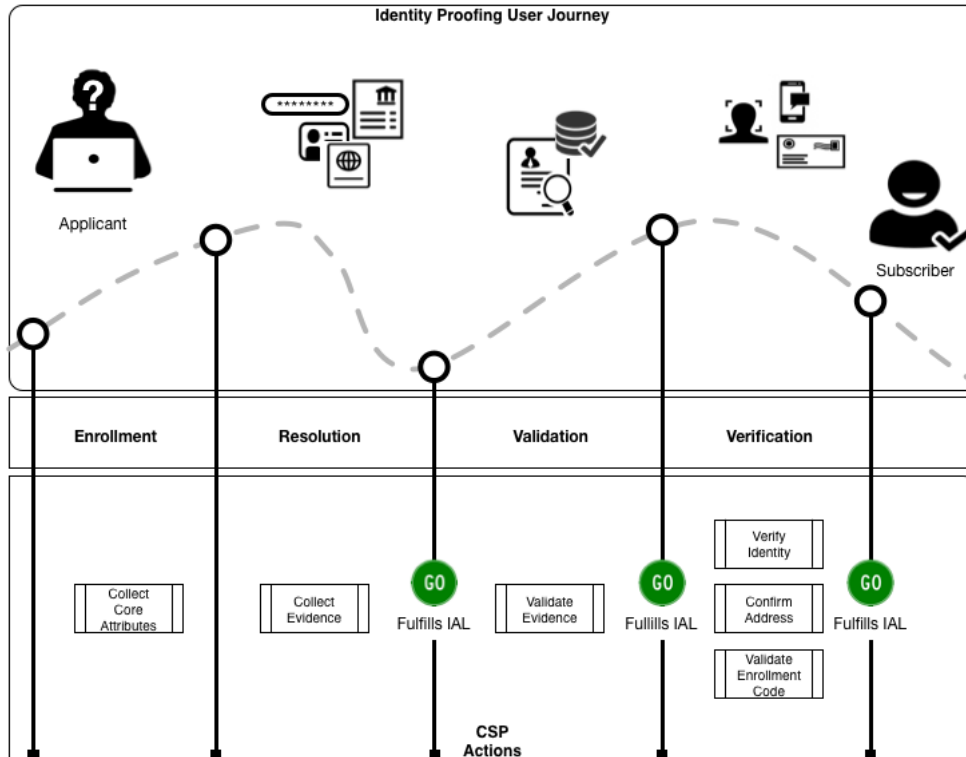 Identity Proofing User Journey
?
********
Applicant
Subscriber
Enrollment
Resolution
Validation
Verification
Verify
Identity
Collect
Core
Attributes
Collect
Evidence
GO
Fulfills IAL
Validate
Evidence
GO
Fullills IAL
Confirm
Address
GO
Fulfills IAL
Validate
Enrollment
Code
CSP
Actions